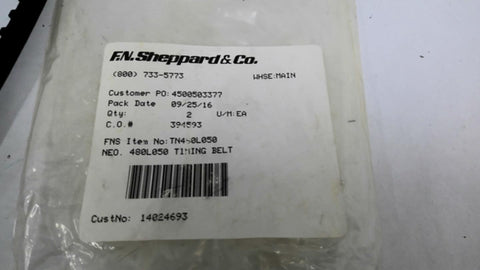 F.N. Sheppard & Co.
(800) 733-5773 WHSE:MAIN
Customer PO: 4500503377
Pack Date 09/25/16
Qty: 2 U/M:EA
C.O.# 394593
FNS Item No: TN480L050
NEO. 480L050 TIMING BELT
CustNo: 14024693